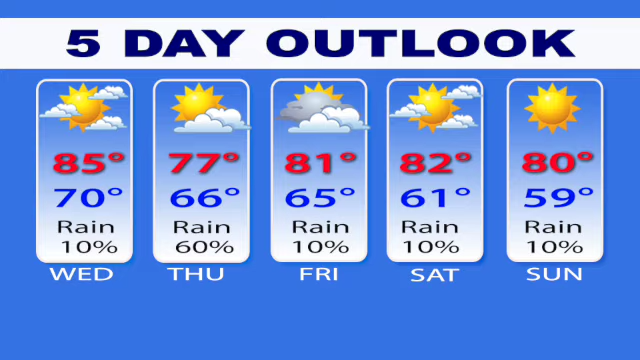 5 DAY OUTLOOK
85° 77° 81° 82° 80°
70° 66° 65° 61° 59°
Rain Rain Rain Rain Rain
10% 60% 10% 10% 10%
WED THU FRI SAT SUN